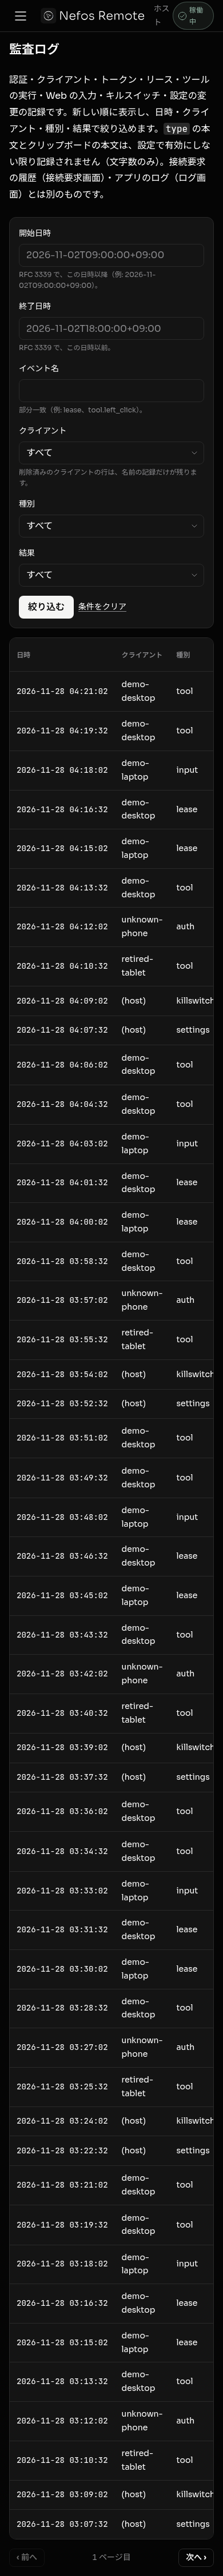 Nefos Remote
ホス
ト
稼働
中
監査ログ
認証・クライアント・トークン・リース・ツール
の実行・Web の入力・キルスイッチ・設定の変
更の記録です。新しい順に表示し、日時・クライ
アント・種別・結果で絞り込めます。type の本
文とクリップボードの本文は、設定で有効にしな
い限り記録されません（文字数のみ）。接続要求
の履歴（接続要求画面）・アプリのログ（ログ画
面）とは別のものです。
開始日時
2026-11-02T09:00:00+09:00
RFC 3339 で、この日時以降（例: 2026-11-
02T09:00:00+09:00）。
終了日時
2026-11-02T18:00:00+09:00
RFC 3339 で、この日時以前。
イベント名
部分一致（例: lease、tool.left_click）。
クライアント
すべて
削除済みのクライアントの行は、名前の記録だけが残りま
す。
種別
すべて
結果
すべて
絞り込む 条件をクリア
日時 クライアント 種別
2026-11-28 04:21:02 demo-desktop tool
2026-11-28 04:19:32 demo-desktop tool
2026-11-28 04:18:02 demo-laptop input
2026-11-28 04:16:32 demo-desktop lease
2026-11-28 04:15:02 demo-laptop lease
2026-11-28 04:13:32 demo-desktop tool
2026-11-28 04:12:02 unknown-phone auth
2026-11-28 04:10:32 retired-tablet tool
2026-11-28 04:09:02 (host) killswitch
2026-11-28 04:07:32 (host) settings
2026-11-28 04:06:02 demo-desktop tool
2026-11-28 04:04:32 demo-desktop tool
2026-11-28 04:03:02 demo-laptop input
2026-11-28 04:01:32 demo-desktop lease
2026-11-28 04:00:02 demo-laptop lease
2026-11-28 03:58:32 demo-desktop tool
2026-11-28 03:57:02 unknown-phone auth
2026-11-28 03:55:32 retired-tablet tool
2026-11-28 03:54:02 (host) killswitch
2026-11-28 03:52:32 (host) settings
2026-11-28 03:51:02 demo-desktop tool
2026-11-28 03:49:32 demo-desktop tool
2026-11-28 03:48:02 demo-laptop input
2026-11-28 03:46:32 demo-desktop lease
2026-11-28 03:45:02 demo-laptop lease
2026-11-28 03:43:32 demo-desktop tool
2026-11-28 03:42:02 unknown-phone auth
2026-11-28 03:40:32 retired-tablet tool
2026-11-28 03:39:02 (host) killswitch
2026-11-28 03:37:32 (host) settings
2026-11-28 03:36:02 demo-desktop tool
2026-11-28 03:34:32 demo-desktop tool
2026-11-28 03:33:02 demo-laptop input
2026-11-28 03:31:32 demo-desktop lease
2026-11-28 03:30:02 demo-laptop lease
2026-11-28 03:28:32 demo-desktop tool
2026-11-28 03:27:02 unknown-phone auth
2026-11-28 03:25:32 retired-tablet tool
2026-11-28 03:24:02 (host) killswitch
2026-11-28 03:22:32 (host) settings
2026-11-28 03:21:02 demo-desktop tool
2026-11-28 03:19:32 demo-desktop tool
2026-11-28 03:18:02 demo-laptop input
2026-11-28 03:16:32 demo-desktop lease
2026-11-28 03:15:02 demo-laptop lease
2026-11-28 03:13:32 demo-desktop tool
2026-11-28 03:12:02 unknown-phone auth
2026-11-28 03:10:32 retired-tablet tool
2026-11-28 03:09:02 (host) killswitch
2026-11-28 03:07:32 (host) settings
‹ 前へ 1 ページ目 次へ ›